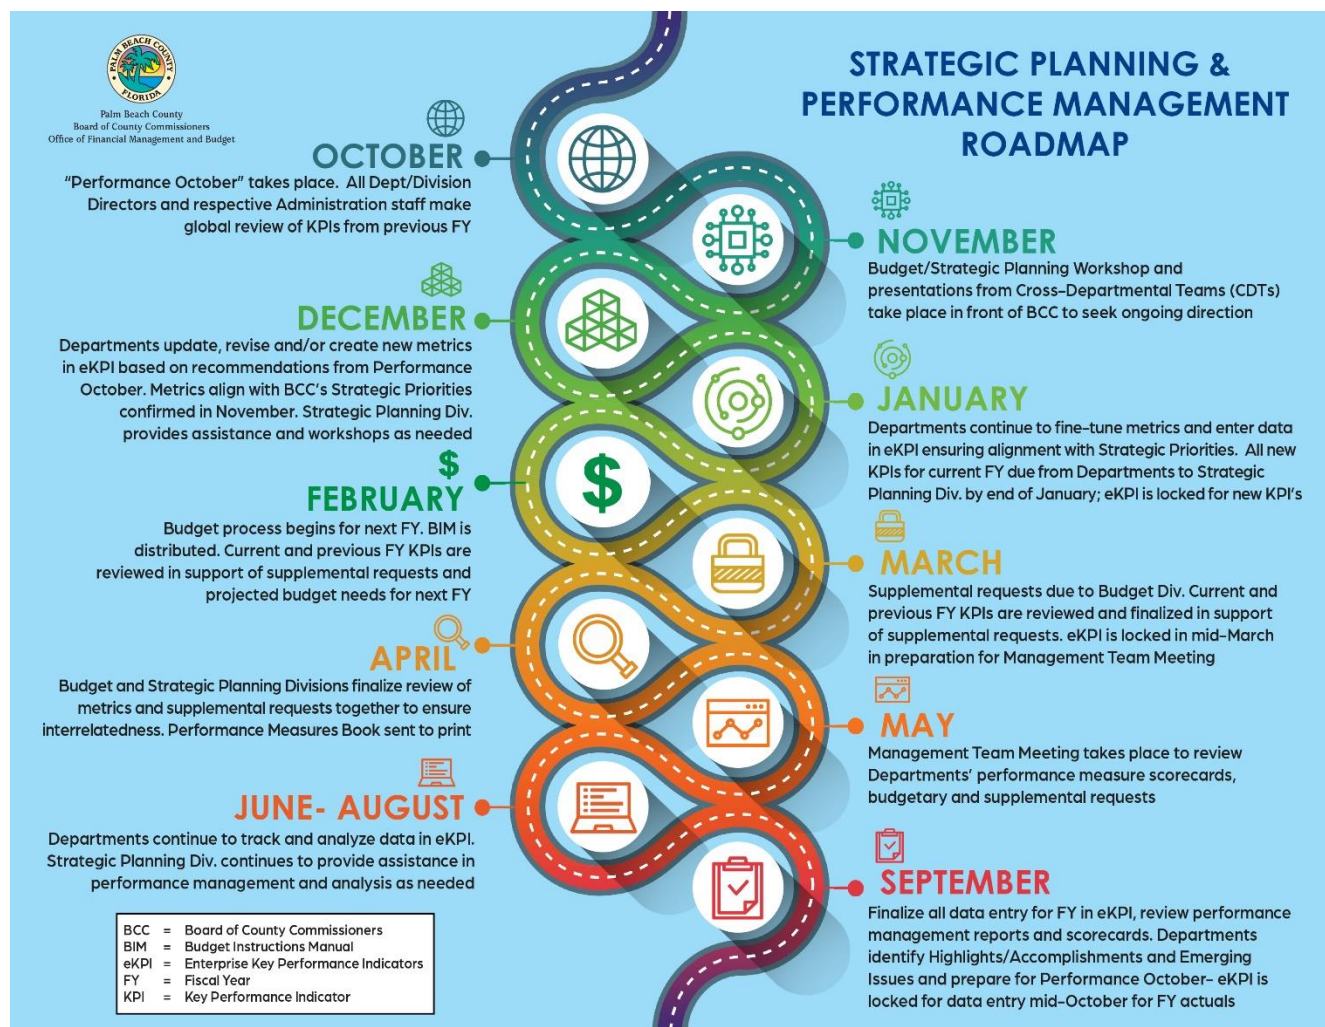 PALM BEACH COUNTY
FLORIDA
Palm Beach County
Board of County Commissioners
Office of Financial Management and Budget
STRATEGIC PLANNING &
PERFORMANCE MANAGEMENT
ROADMAP
OCTOBER
“Performance October” takes place. All Dept/Division
Directors and respective Administration staff make
global review of KPIs from previous FY
NOVEMBER
Budget/Strategic Planning Workshop and
presentations from Cross-Departmental Teams (CDTs)
take place in front of BCC to seek ongoing direction
DECEMBER
Departments update, revise and/or create new metrics
in eKPI based on recommendations from Performance
October. Metrics align with BCC’s Strategic Priorities
confirmed in November. Strategic Planning Div.
provides assistance and workshops as needed
JANUARY
Departments continue to fine-tune metrics and enter data
in eKPI ensuring alignment with Strategic Priorities. All new
KPIs for current FY due from Departments to Strategic
Planning Div. by end of January; eKPI is locked for new KPI’s
$
$
FEBRUARY
Budget process begins for next FY. BIM is
distributed. Current and previous FY KPIs are
reviewed in support of supplemental requests and
projected budget needs for next FY
MARCH
Supplemental requests due to Budget Div. Current and
previous FY KPIs are reviewed and finalized in support
of supplemental requests. eKPI is locked in mid-March
in preparation for Management Team Meeting
APRIL
Budget and Strategic Planning Divisions finalize review of
metrics and supplemental requests together to ensure
interrelatedness. Performance Measures Book sent to print
MAY
Management Team Meeting takes place to review
Departments’ performance measure scorecards,
budgetary and supplemental requests
JUNE- AUGUST
Departments continue to track and analyze data in eKPI.
Strategic Planning Div. continues to provide assistance in
performance management and analysis as needed
SEPTEMBER
Finalize all data entry for FY in eKPI, review performance
management reports and scorecards. Departments
identify Highlights/Accomplishments and Emerging
Issues and prepare for Performance October- eKPI is
locked for data entry mid-October for FY actuals
BCC = Board of County Commissioners
BIM = Budget Instructions Manual
eKPI = Enterprise Key Performance Indicators
FY = Fiscal Year
KPI = Key Performance Indicator